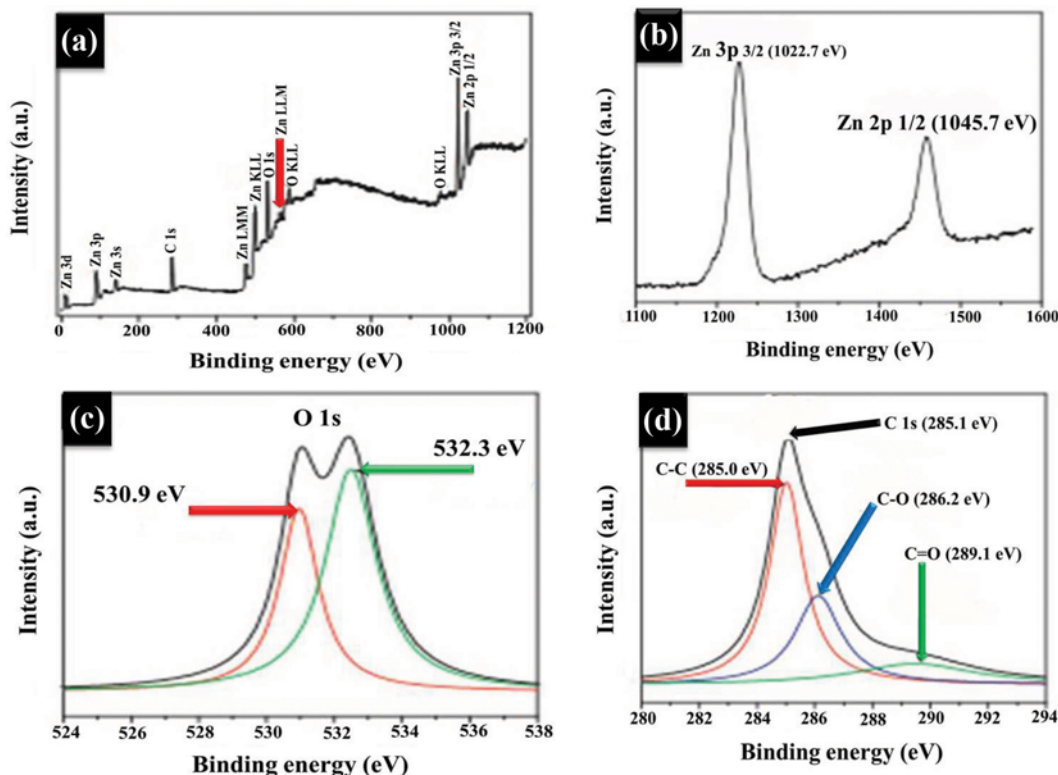 (a)
Intensity (a.u.)
Zn 3d
Zn 3p
Zn 3s
C 1s
Zn LMM
Zn KLL
O 1s
Zn LLM
O KLL
O KLL
Zn 3p 3/2
Zn 2p 1/2
0 200 400 600 800 1000 1200
Binding energy (eV)
(b)
Intensity (a.u.)
Zn 3p 3/2 (1022.7 eV)
Zn 2p 1/2 (1045.7 eV)
1100 1200 1300 1400 1500 1600
Binding energy (eV)
(c)
Intensity (a.u.)
O 1s
532.3 eV
530.9 eV
524 526 528 530 532 534 536 538
Binding energy (eV)
(d)
Intensity (a.u.)
C 1s (285.1 eV)
C-C (285.0 eV)
C-O (286.2 eV)
C=O (289.1 eV)
280 282 284 286 288 290 292 294
Binding energy (eV)